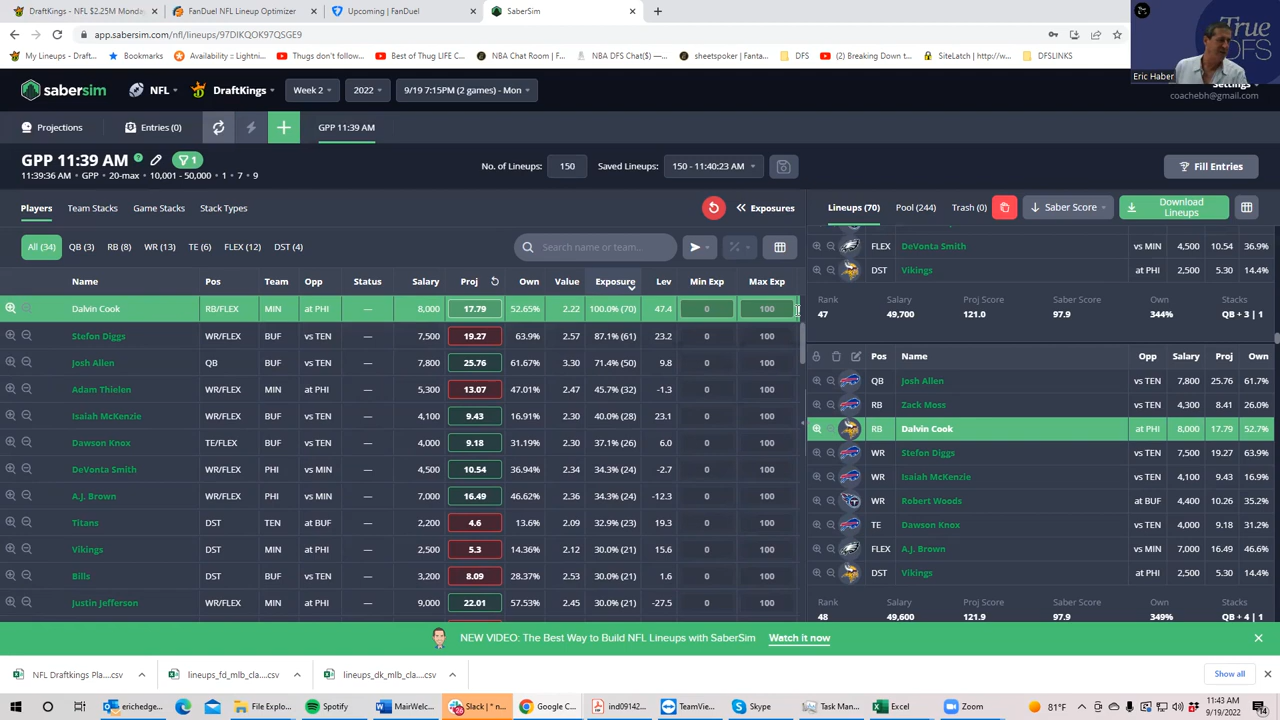 DraftKings - NFL $2.25M Monday
FanDuel NFL Lineup Optimizer
Upcoming | FanDuel
SaberSim
app.sabersim.com/nfl/lineups/97DIKQOK97QSGE9
My Lineups - Draft
Bookmarks
Availability :: Lightni
Thugs don't follow...
Best of Thug LIFE C
NBA Chat Room | F
NBA DFS Chat($) -...
sheetspoker | Fanta
DFS
(2) Breaking Down t
SiteLatch | http://w...
DFSLINKS
True DFS
Eric Haber
sabersim NFL DraftKings Week 2 2022 9/19 7:15PM (2 games) - Mon
Settings
coachebh@gmail.com
Projections Entries (0) GPP 11:39 AM
GPP 11:39 AM 1
11:39:36 AM • GPP • 20-max • 10,001 - 50,000 • 1 • 7 • 9
No. of Lineups: 150 Saved Lineups: 150 - 11:40:23 AM Fill Entries
Players Team Stacks Game Stacks Stack Types Exposures
All (34) QB (3) RB (8) WR (13) TE (6) FLEX (12) DST (4) Search name or team...
Name Pos Team Opp Status Salary Proj Own Value Exposure Lev Min Exp Max Exp
Dalvin Cook RB/FLEX MIN at PHI — 8,000 17.79 52.65% 2.22 100.0% (70) 47.4 0 100
Stefon Diggs WR/FLEX BUF vs TEN — 7,500 19.27 63.9% 2.57 87.1% (61) 23.2 0 100
Josh Allen QB BUF vs TEN — 7,800 25.76 61.67% 3.30 71.4% (50) 9.8 0 100
Adam Thielen WR/FLEX MIN at PHI — 5,300 13.07 47.01% 2.47 45.7% (32) -1.3 0 100
Isaiah McKenzie WR/FLEX BUF vs TEN — 4,100 9.43 16.91% 2.30 40.0% (28) 23.1 0 100
Dawson Knox TE/FLEX BUF vs TEN — 4,000 9.18 31.19% 2.30 37.1% (26) 6.0 0 100
DeVonta Smith WR/FLEX PHI vs MIN — 4,500 10.54 36.94% 2.34 34.3% (24) -2.7 0 100
A.J. Brown WR/FLEX PHI vs MIN — 7,000 16.49 46.62% 2.36 34.3% (24) -12.3 0 100
Titans DST TEN at BUF — 2,200 4.6 13.6% 2.09 32.9% (23) 19.3 0 100
Vikings DST MIN at PHI — 2,500 5.3 14.36% 2.12 30.0% (21) 15.6 0 100
Bills DST BUF vs TEN — 3,200 8.09 28.37% 2.53 30.0% (21) 1.6 0 100
Justin Jefferson WR/FLEX MIN at PHI — 9,000 22.01 57.53% 2.45 30.0% (21) -27.5 0 100
Lineups (70) Pool (244) Trash (0) Saber Score Download Lineups
FLEX DeVonta Smith vs MIN 4,500 10.54 36.9%
DST Vikings at PHI 2,500 5.30 14.4%
Rank Salary Proj Score Saber Score Own Stacks
47 49,700 121.0 97.9 344% QB + 3 | 1
Pos Name Opp Salary Proj Own
QB Josh Allen vs TEN 7,800 25.76 61.7%
RB Zack Moss vs TEN 4,300 8.41 26.0%
RB Dalvin Cook at PHI 8,000 17.79 52.7%
WR Stefon Diggs vs TEN 7,500 19.27 63.9%
WR Isaiah McKenzie vs TEN 4,100 9.43 16.9%
WR Robert Woods at BUF 4,400 10.26 35.2%
TE Dawson Knox vs TEN 4,000 9.18 31.2%
FLEX A.J. Brown vs MIN 7,000 16.49 46.6%
DST Vikings at PHI 2,500 5.30 14.4%
Rank Salary Proj Score Saber Score Own Stacks
48 49,600 121.9 97.9 349% QB + 4 | 1
NEW VIDEO: The Best Way to Build NFL Lineups with SaberSim Watch it now
NFL Draftkings Pla....csv
lineups_fd_mlb_cla....csv
lineups_dk_mlb_cla....csv
Show all
erichedge...
File Explo...
Spotify
MairWelc...
Slack | * n...
Google C...
ind09142...
TeamVie...
Skype
Task Man...
Excel
Zoom
81°F
11:43 AM
9/19/2022